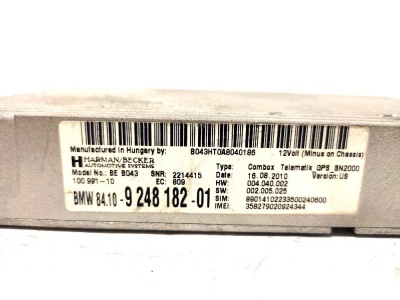 Manufactured in Hungary by: B043HT0A8040186 12Volt (Minus on Chassis)
HARMAN/BECKER
AUTOMOTIVE SYSTEMS
Type: Combox Telematik GPS_BN2000
Model No.: BE B043 SNR: 2214415 Date: 16.08.2010 Version: US
100 991-10 EC: 809 HW: 004.040.002
SW: 002.005.025
BMW 84.10- 9 248 182 -01 SIM: 89014102233500240600
IMEI: 358279020924344